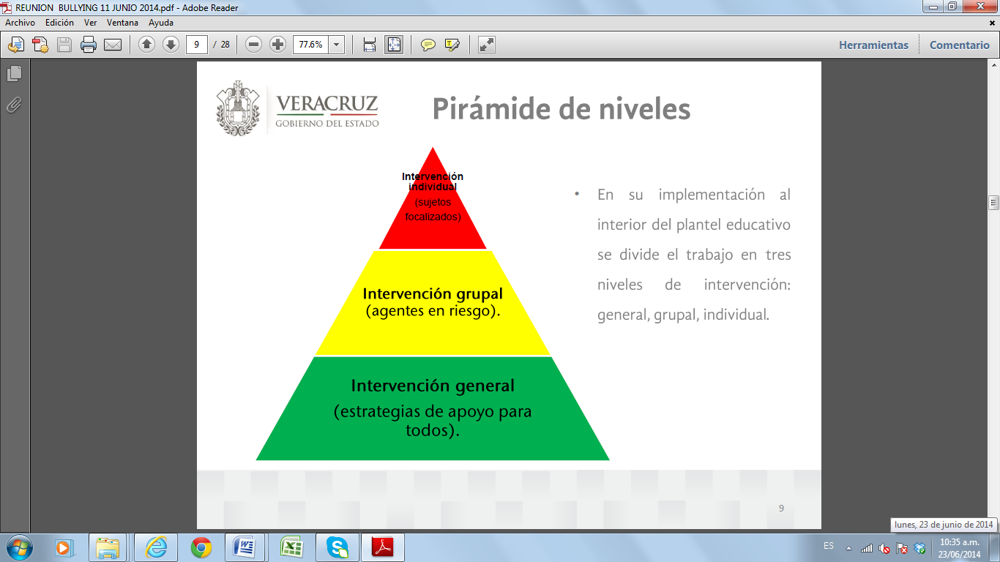 REUNION BULLYING 11 JUNIO 2014.pdf - Adobe Reader
Archivo Edición Ver Ventana Ayuda
9 / 28 77.6% Herramientas Comentario
VERACRUZ
GOBIERNO DEL ESTADO
Pirámide de niveles
Intervención
individual
(sujetos
focalizados)
Intervención grupal
(agentes en riesgo).
Intervención general
(estrategias de apoyo para
todos).
• En su implementación al
interior del plantel educativo
se divide el trabajo en tres
niveles de intervención:
general, grupal, individual.
9
lunes, 23 de junio de 2014
ES
10:35 a.m.
23/06/2014